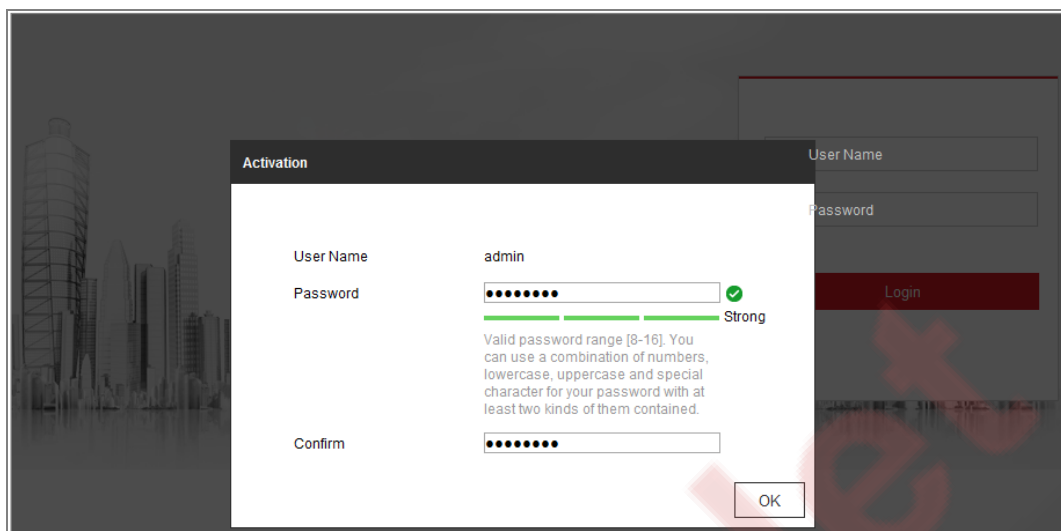 Activation
User Name
Password
Login
User Name admin
Password ●●●●●●●●
Strong
Valid password range [8-16]. You
can use a combination of numbers,
lowercase, uppercase and special
character for your password with at
least two kinds of them contained.
Confirm ●●●●●●●●
OK